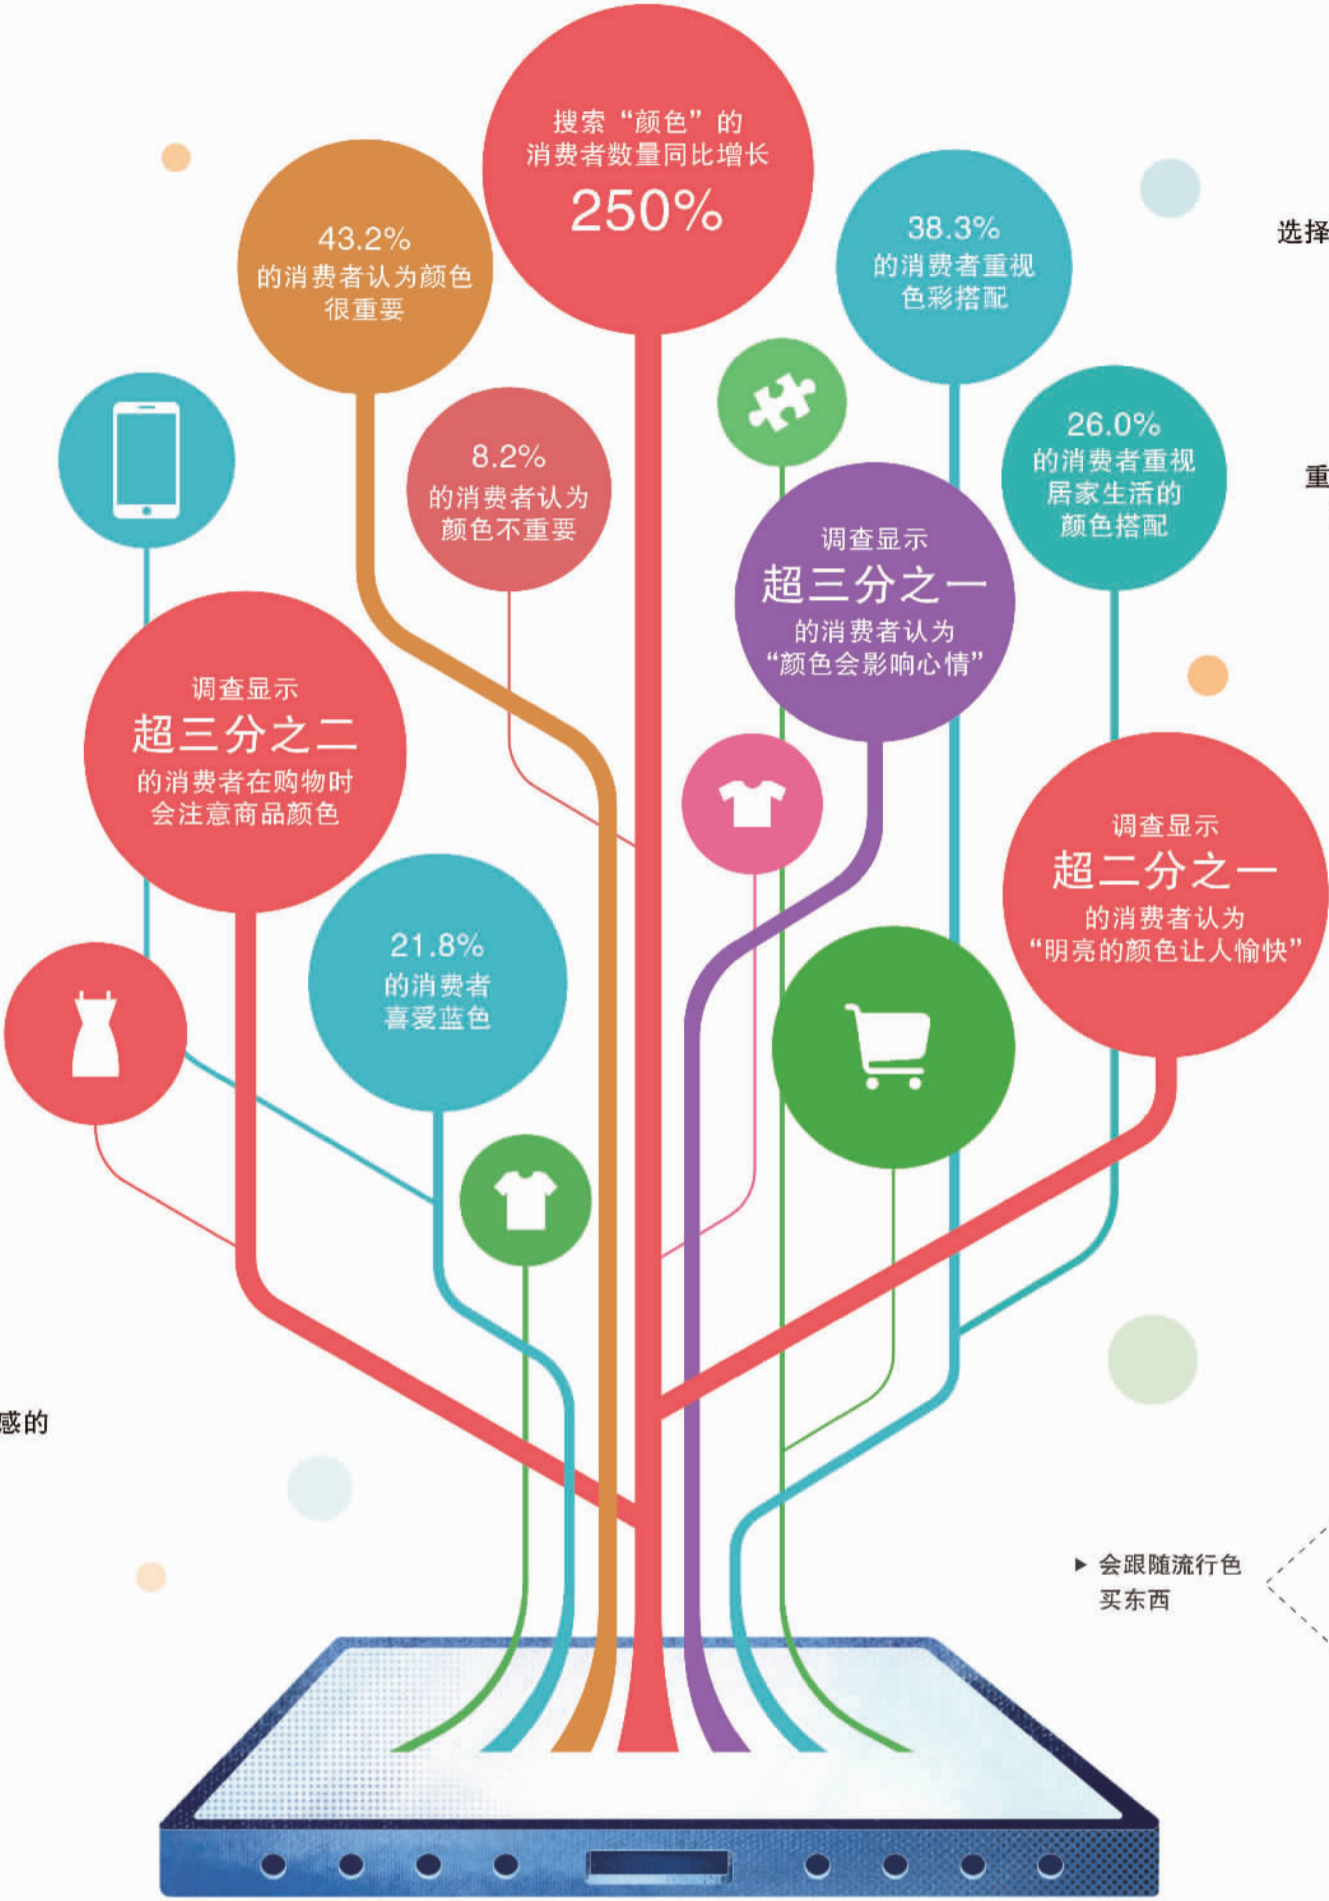 搜索“颜色”的
消费者数量同比增长
250%
43.2%
的消费者认为颜色
很重要
38.3%
的消费者重视
色彩搭配
选择
8.2%
的消费者认为
颜色不重要
26.0%
的消费者重视
居家生活的
颜色搭配
重
调查显示
超三分之一
的消费者认为
“颜色会影响心情”
调查显示
超三分之二
的消费者在购物时
会注意商品颜色
调查显示
超二分之一
的消费者认为
“明亮的颜色让人愉快”
21.8%
的消费者
喜爱蓝色
感的
▶ 会跟随流行色
买东西